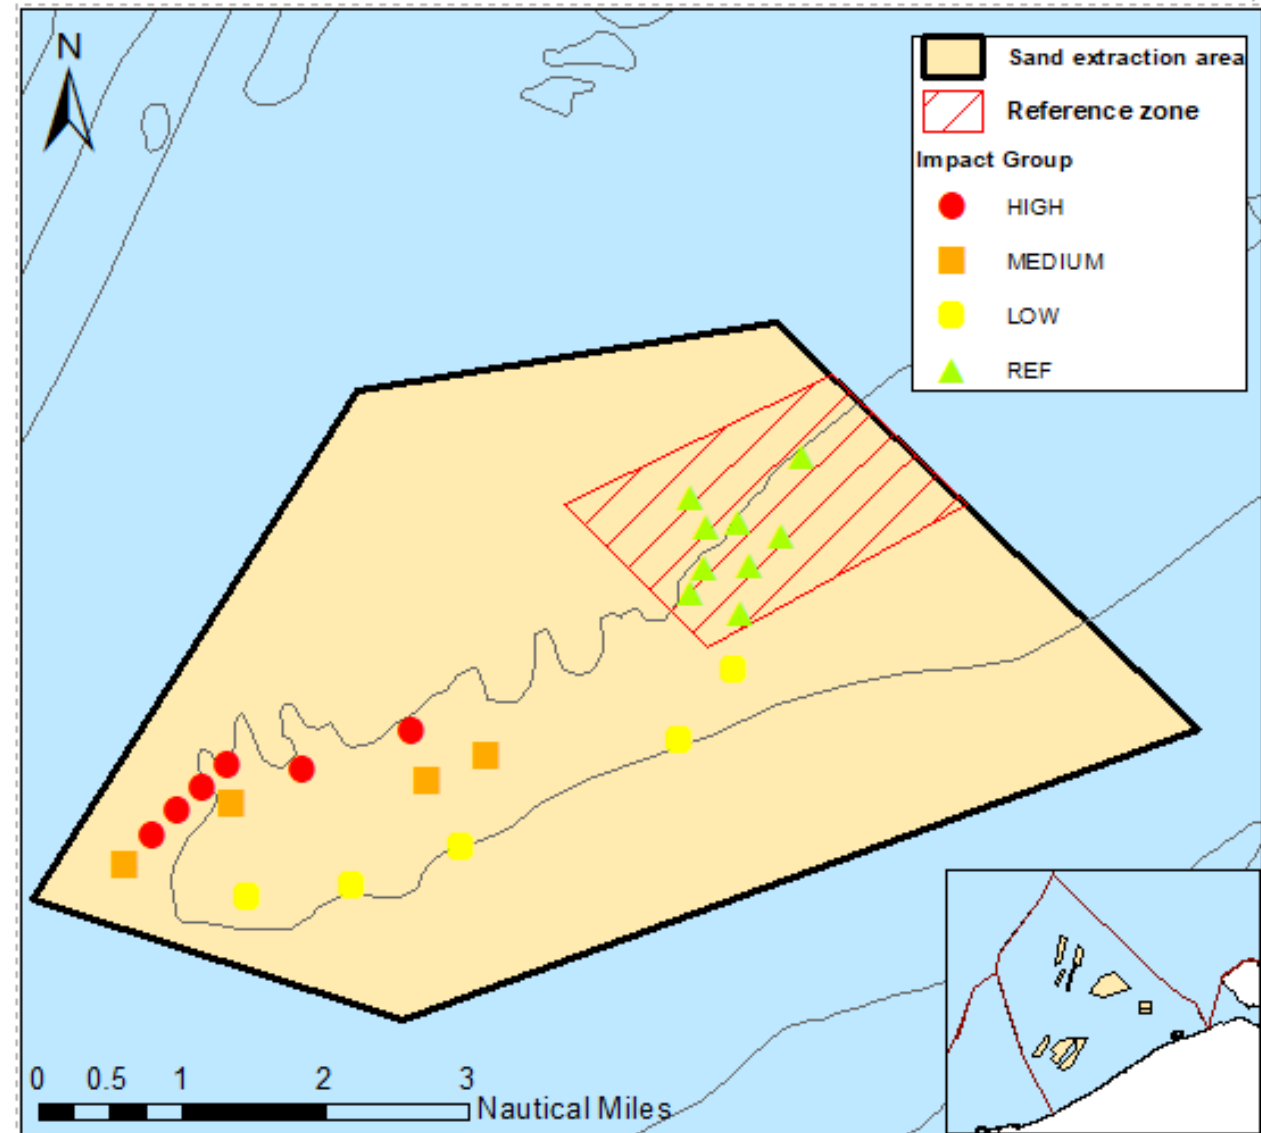 N
Sand extraction area
Reference zone
Impact Group
HIGH
MEDIUM
LOW
REF
0 0.5 1 2 3
Nautical Miles